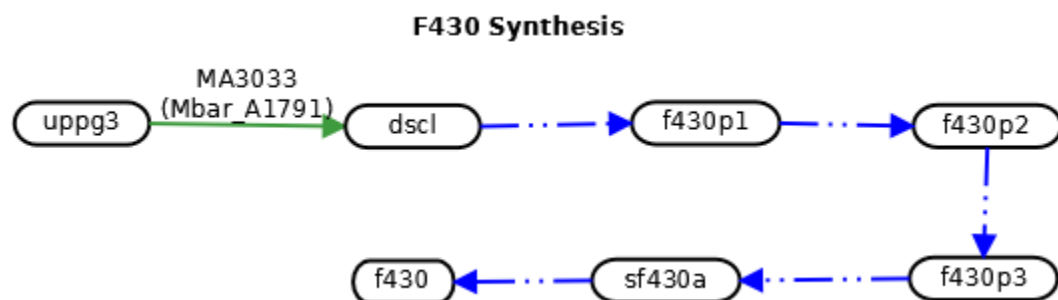 F430 Synthesis
MA3033
(Mbar_A1791)
uppg3
dscl
f430p1
f430p2
f430
sf430a
f430p3